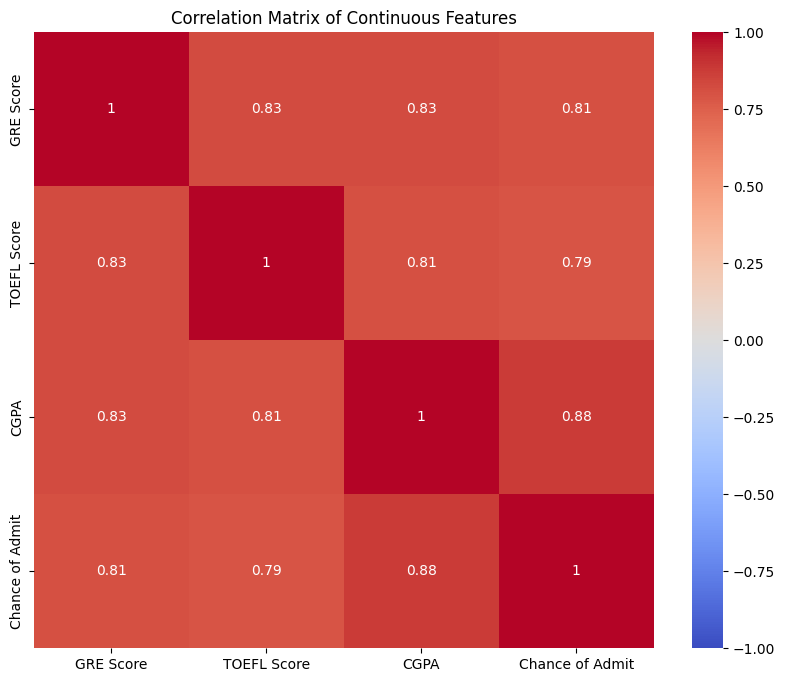 Correlation Matrix of Continuous Features
GRE Score
1
0.83
0.83
0.81
TOEFL Score
0.83
1
0.81
0.79
CGPA
0.83
0.81
1
0.88
Chance of Admit
0.81
0.79
0.88
1
GRE Score
TOEFL Score
CGPA
Chance of Admit
1.00
0.75
0.50
0.25
0.00
−0.25
−0.50
−0.75
−1.00